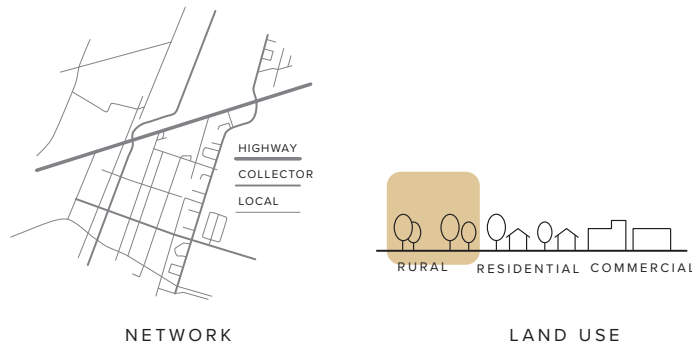 HIGHWAY
COLLECTOR
LOCAL
RURAL
RESIDENTIAL
COMMERCIAL
NETWORK
LAND USE